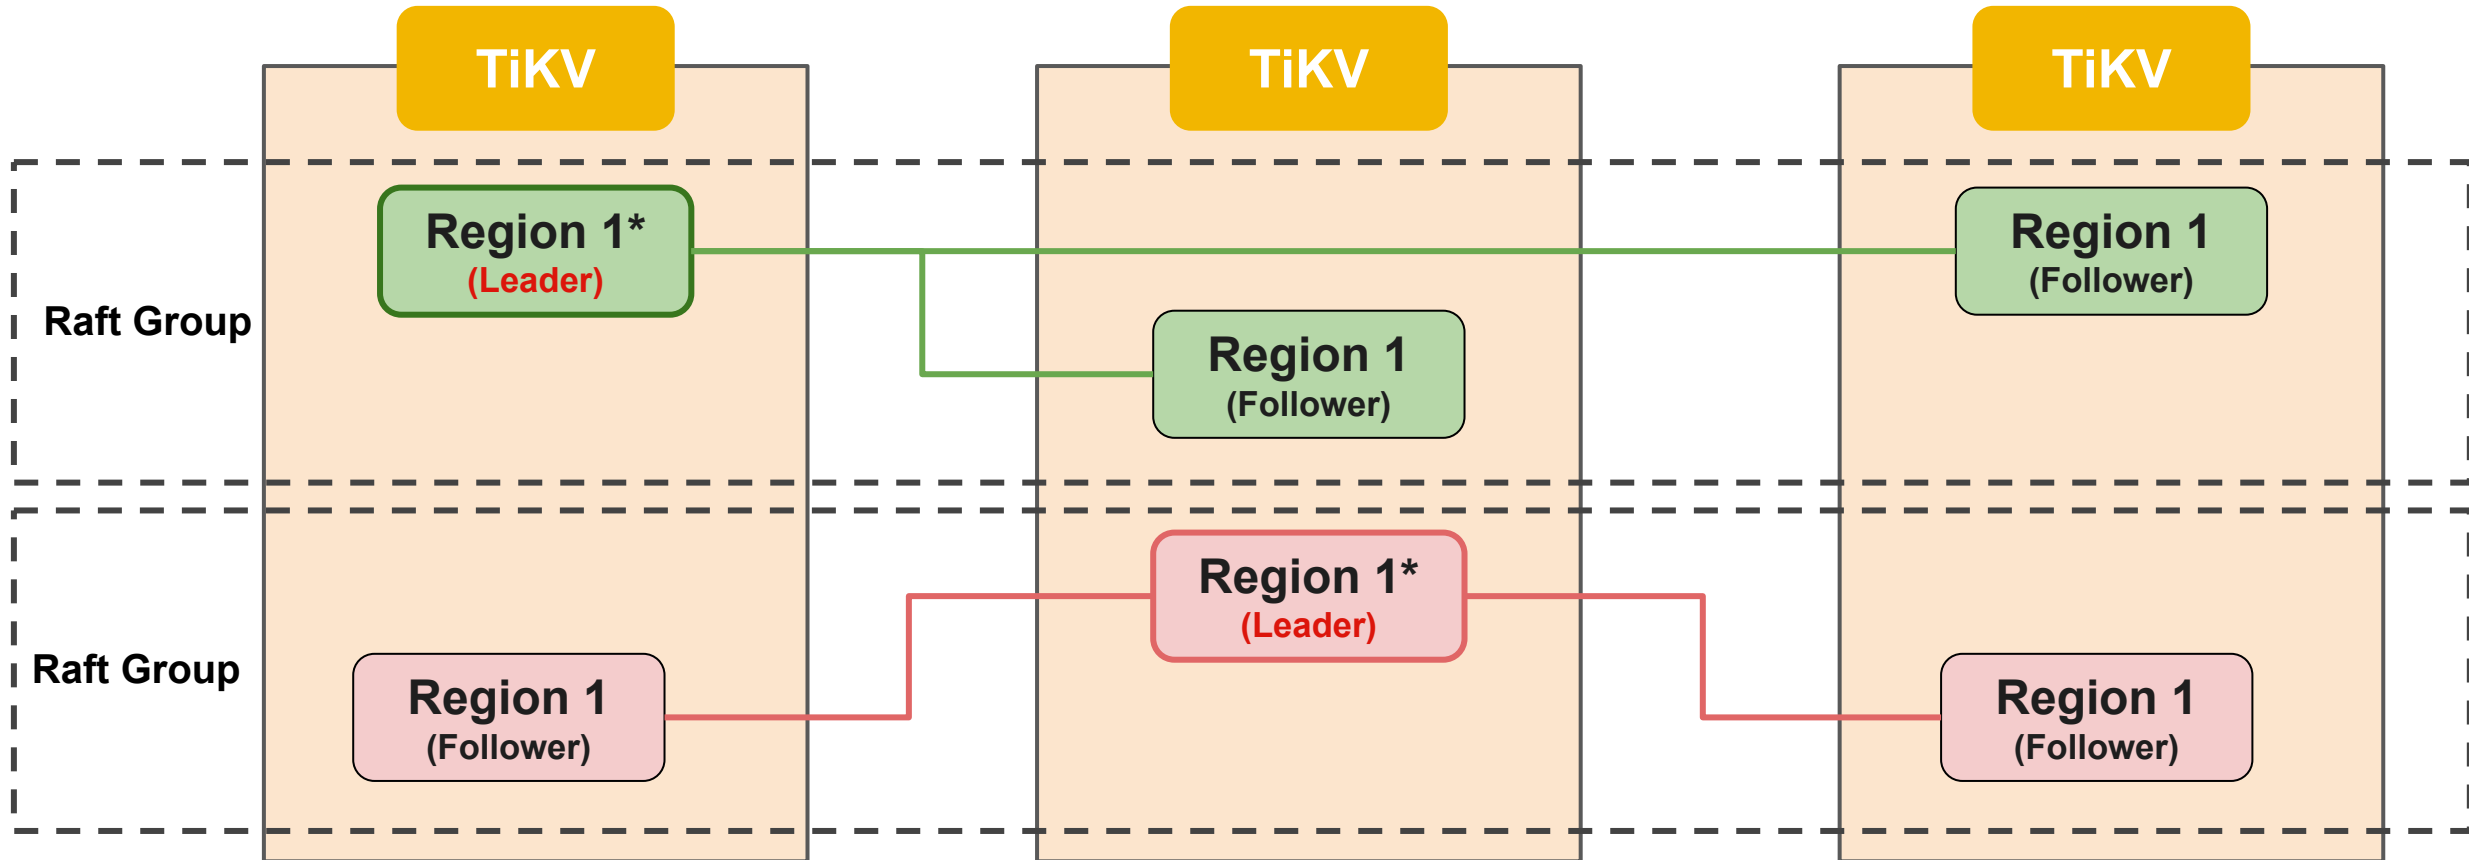 TiKV
TiKV
TiKV
Region 1*
(Leader)
Region 1
(Follower)
Raft Group
Region 1
(Follower)
Region 1*
(Leader)
Raft Group
Region 1
(Follower)
Region 1
(Follower)